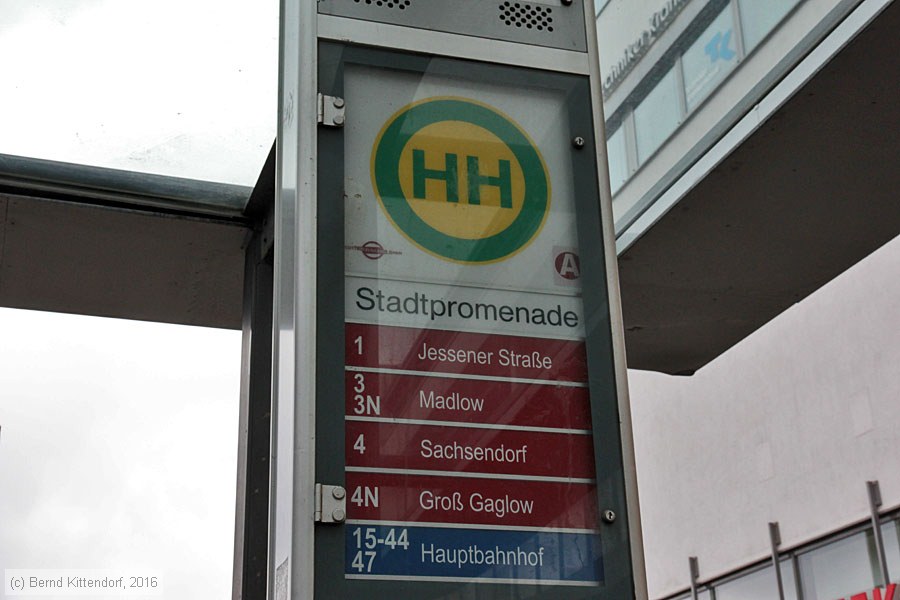 HH
A
Stadtpromenade
1 Jessener Straße
3
3N Madlow
4 Sachsendorf
4N Groß Gaglow
15-44
47 Hauptbahnhof
(c) Bernd Kittendorf, 2016